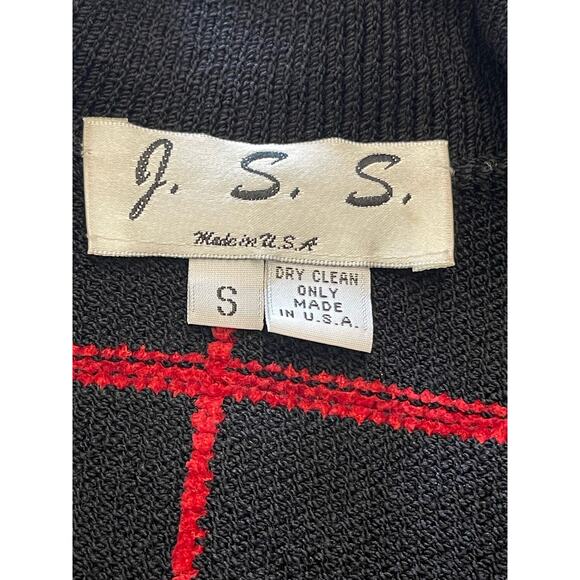 J. S. S.
Made in U.S.A
S
DRY CLEAN
ONLY
MADE
IN U.S.A.